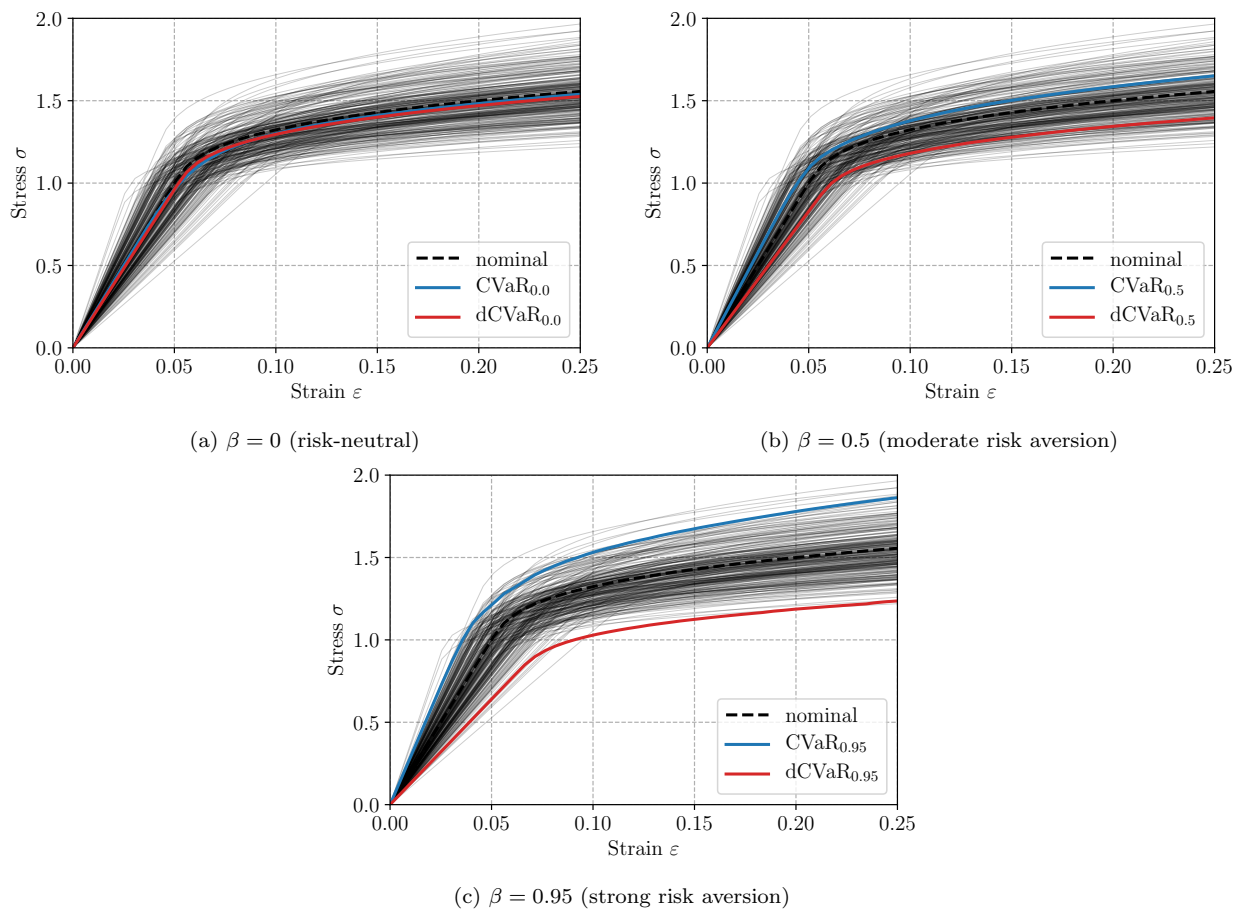 2.0
1.5
1.0
0.5
0.0
Stress σ
0.00 0.05 0.10 0.15 0.20 0.25
Strain ε
nominal
CVaR₀.₀
dCVaR₀.₀
(a) β = 0 (risk-neutral)
2.0
1.5
1.0
0.5
0.0
Stress σ
0.00 0.05 0.10 0.15 0.20 0.25
Strain ε
nominal
CVaR₀.₅
dCVaR₀.₅
(b) β = 0.5 (moderate risk aversion)
2.0
1.5
1.0
0.5
0.0
Stress σ
0.00 0.05 0.10 0.15 0.20 0.25
Strain ε
nominal
CVaR₀.₉₅
dCVaR₀.₉₅
(c) β = 0.95 (strong risk aversion)